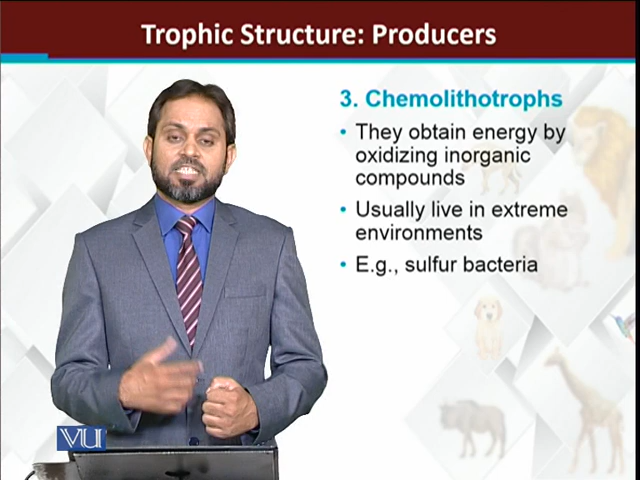 Trophic Structure: Producers
3. Chemolithotrophs
• They obtain energy by
oxidizing inorganic
compounds
• Usually live in extreme
environments
• E.g., sulfur bacteria
VU